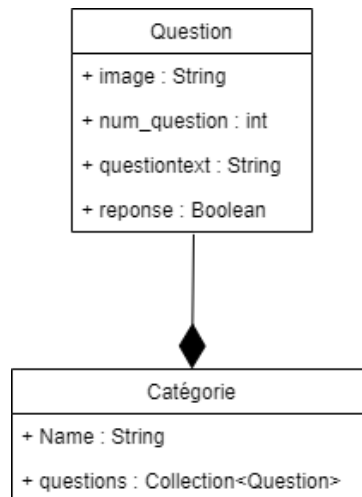 Question
+ image : String
+ num_question : int
+ questiontext : String
+ reponse : Boolean
Catégorie
+ Name : String
+ questions : Collection<Question>